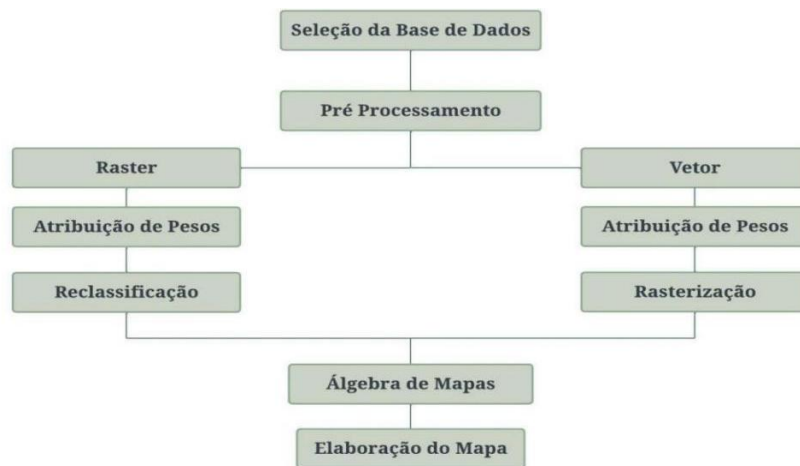 Seleção da Base de Dados
Pré Processamento
Raster
Vetor
Atribuição de Pesos
Atribuição de Pesos
Reclassificação
Rasterização
Álgebra de Mapas
Elaboração do Mapa